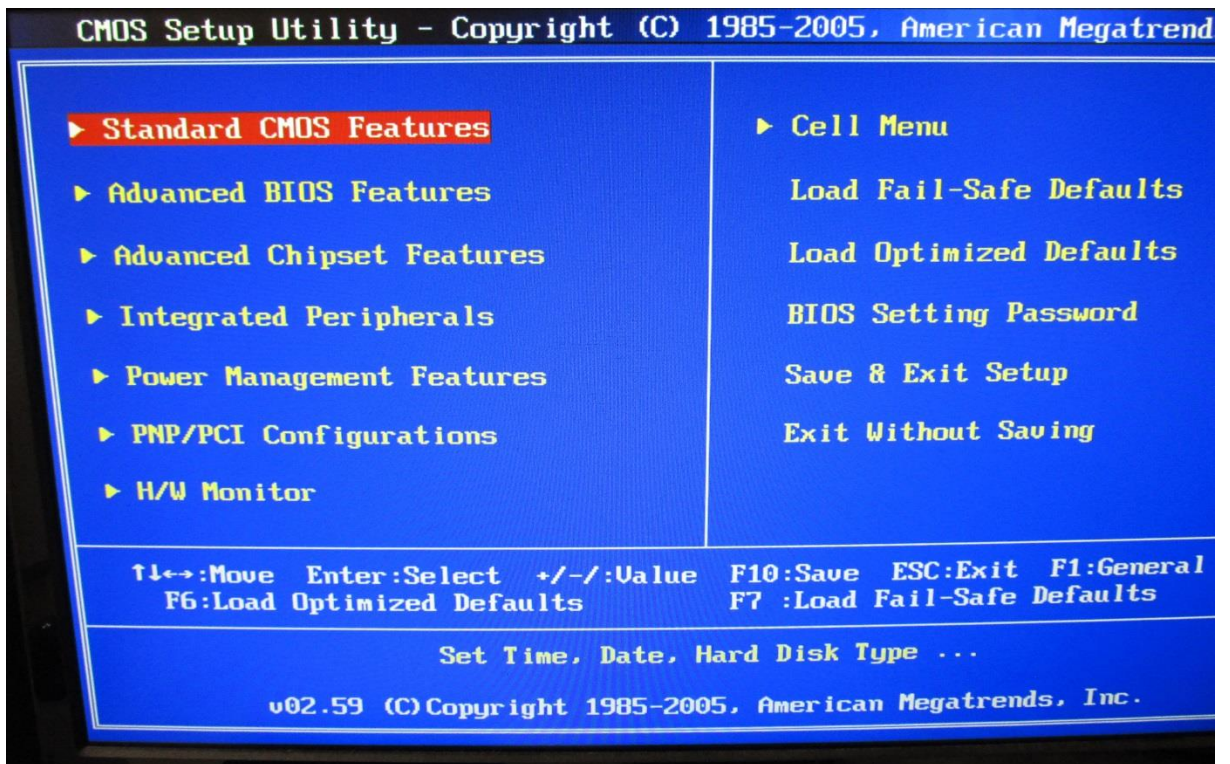 CMOS Setup Utility - Copyright (C) 1985-2005, American Megatrend
▶ Standard CMOS Features
▶ Advanced BIOS Features
▶ Advanced Chipset Features
▶ Integrated Peripherals
▶ Power Management Features
▶ PNP/PCI Configurations
▶ H/W Monitor
▶ Cell Menu
Load Fail-Safe Defaults
Load Optimized Defaults
BIOS Setting Password
Save & Exit Setup
Exit Without Saving
↑↓←→:Move Enter:Select +/-/:Value F10:Save ESC:Exit F1:General
F6:Load Optimized Defaults F7 :Load Fail-Safe Defaults
Set Time, Date, Hard Disk Type ...
v02.59 (C)Copyright 1985-2005, American Megatrends, Inc.